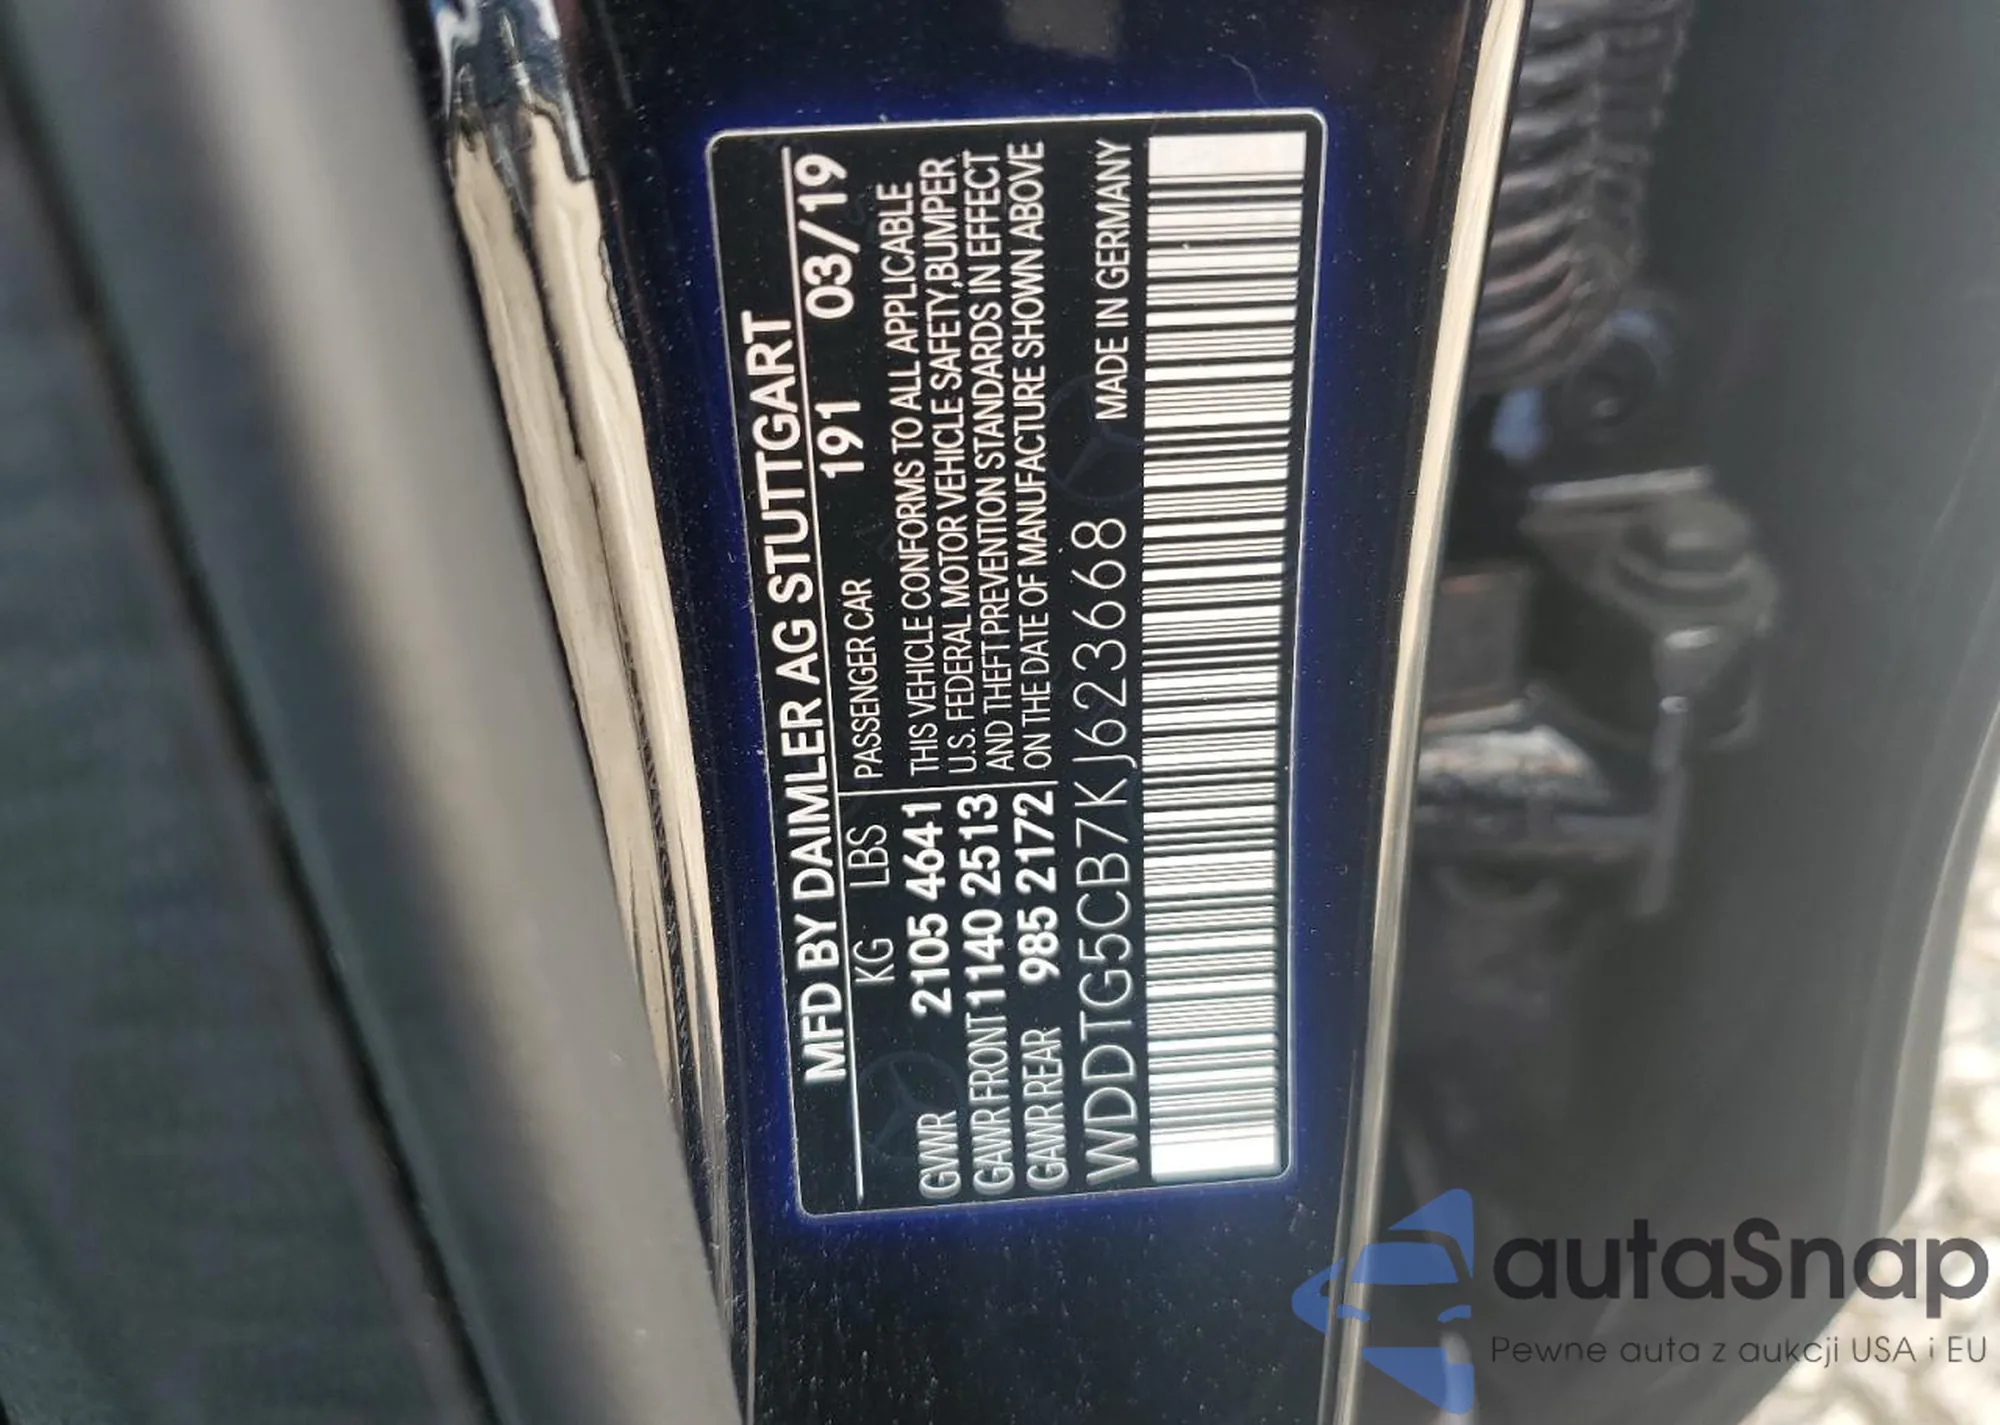 MFD BY DAIMLER AG STUTTGART
191 03/19
KG LBS PASSENGER CAR
GVWR 2105 4641 THIS VEHICLE CONFORMS TO ALL APPLICABLE
GAWR FRONT 1140 2513 U.S. FEDERAL MOTOR VEHICLE SAFETY,BUMPER
AND THEFT PREVENTION STANDARDS IN EFFECT
GAWR REAR 985 2172 ON THE DATE OF MANUFACTURE SHOWN ABOVE
WDDTG5CB7KJ623668 MADE IN GERMANY
autaSnap
Pewne auta z aukcji USA i EU